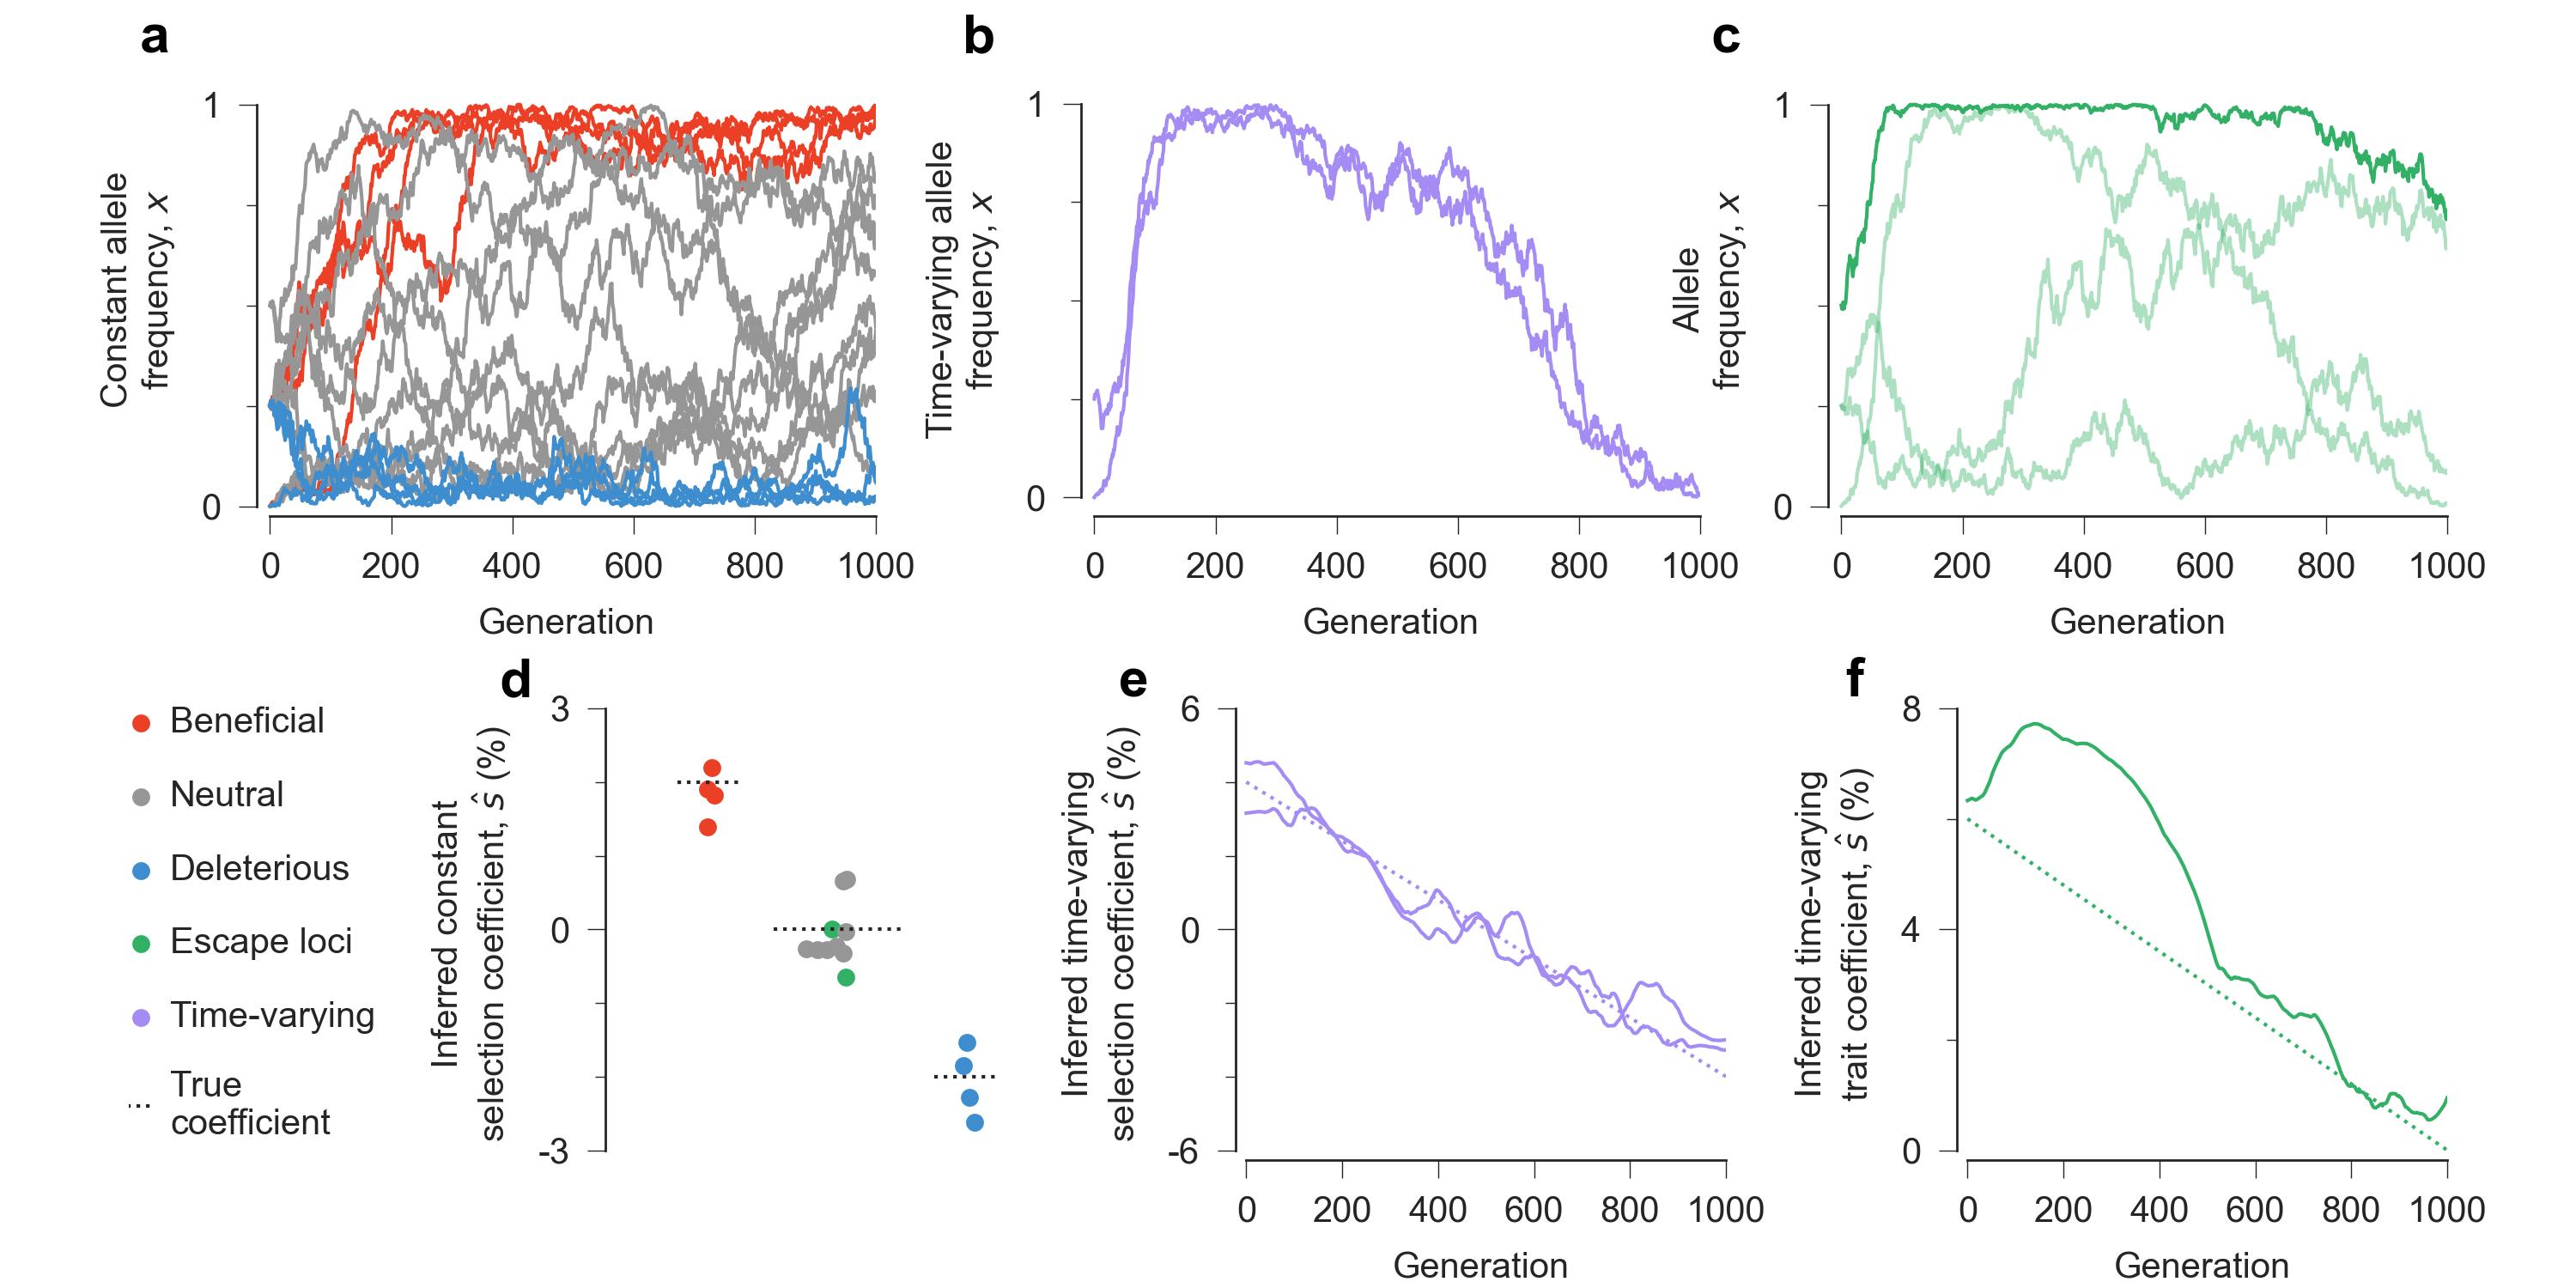 a
Constant allele
frequency, x
1
0
0 200 400 600 800 1000
Generation
b
Time-varying allele
frequency, x
1
0
0 200 400 600 800 1000
Generation
c
Allele
frequency, x
1
0
0 200 400 600 800 1000
Generation
Beneficial
Neutral
Deleterious
Escape loci
Time-varying
True
coefficient
d
Inferred constant
selection coefficient, ŝ (%)
3
0
-3
e
Inferred time-varying
selection coefficient, ŝ (%)
6
0
-6
0 200 400 600 800 1000
Generation
f
Inferred time-varying
trait coefficient, ŝ (%)
8
4
0
0 200 400 600 800 1000
Generation